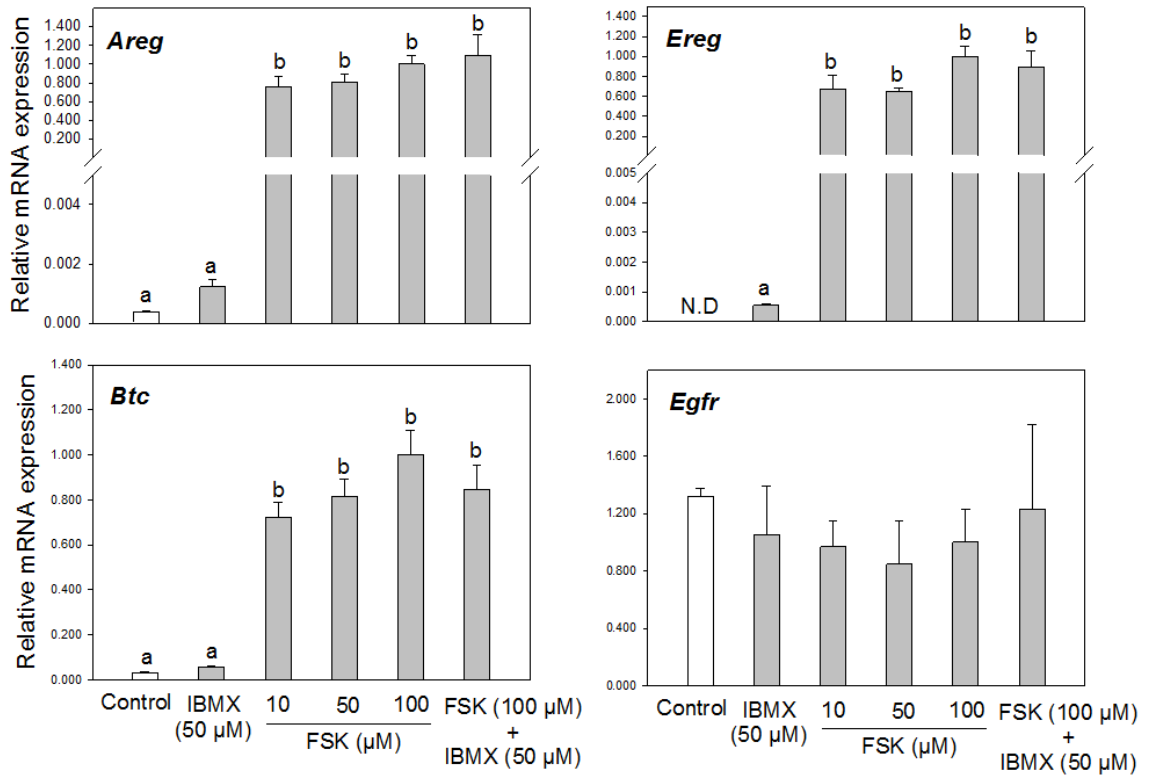 Relative mRNA expression
Areg
1.400
1.200
1.000
0.800
0.600
0.400
0.200
0.004
0.002
0.000
a
a
b
b
b
b
Ereg
1.400
1.200
1.000
0.800
0.600
0.400
0.200
0.005
0.004
0.003
0.002
0.001
0.000
N.D
a
b
b
b
b
Relative mRNA expression
Btc
1.400
1.200
1.000
0.800
0.600
0.400
0.200
0.000
a
a
b
b
b
b
Control
IBMX
(50 µM)
10 50 100
FSK (µM)
FSK (100 µM)
+
IBMX (50 µM)
Egfr
2.000
1.600
1.200
0.800
0.400
0.000
Control
IBMX
(50 µM)
10 50 100
FSK (µM)
FSK (100 µM)
+
IBMX (50 µM)